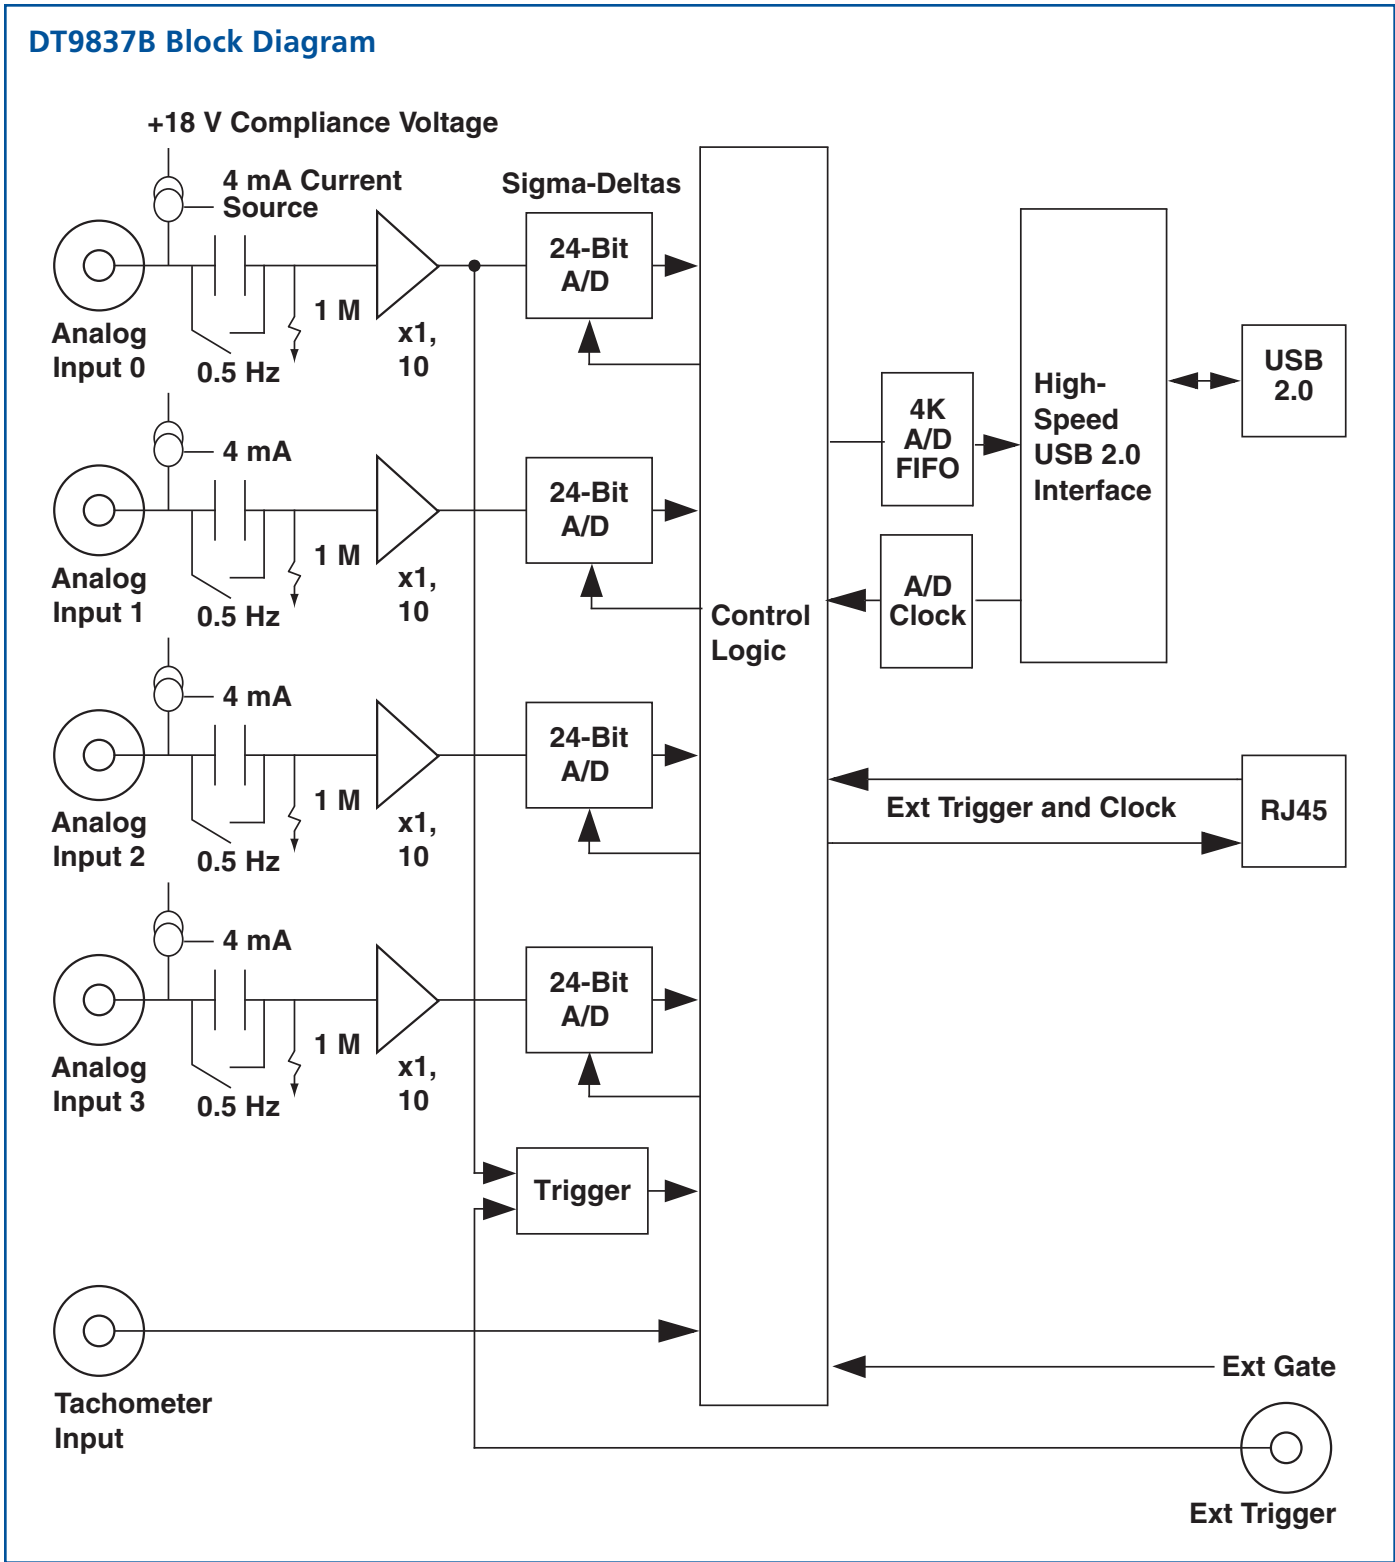 DT9837B Block Diagram
+18 V Compliance Voltage
4 mA Current
Source
Sigma-Deltas
24-Bit
A/D
Analog
Input 0
1 M
0.5 Hz
x1,
10
4 mA
24-Bit
A/D
Analog
Input 1
1 M
0.5 Hz
x1,
10
4 mA
24-Bit
A/D
Analog
Input 2
1 M
0.5 Hz
x1,
10
4 mA
24-Bit
A/D
Analog
Input 3
1 M
0.5 Hz
x1,
10
Trigger
Tachometer
Input
Control
Logic
4K
A/D
FIFO
A/D
Clock
High-
Speed
USB 2.0
Interface
USB
2.0
Ext Trigger and Clock
RJ45
Ext Gate
Ext Trigger